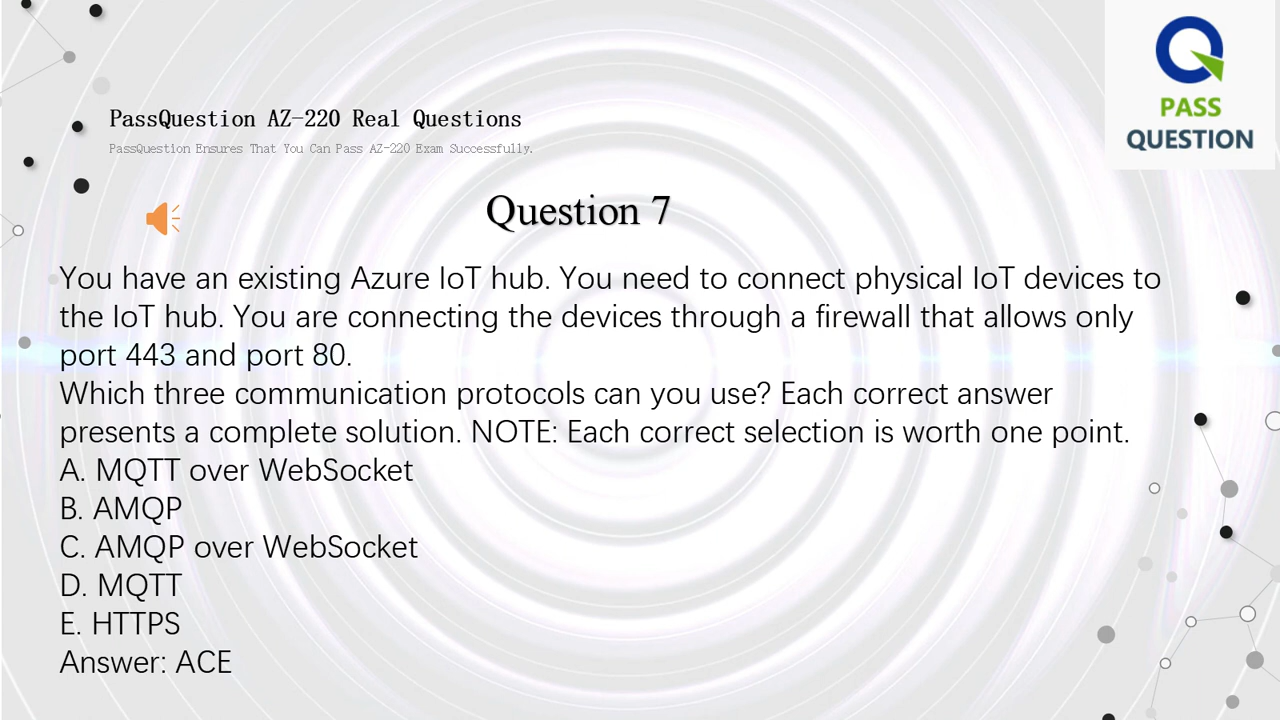 PassQuestion AZ-220 Real Questions
PassQuestion Ensures That You Can Pass AZ-220 Exam Successfully.
PASS
QUESTION
Question 7
You have an existing Azure IoT hub. You need to connect physical IoT devices to
the IoT hub. You are connecting the devices through a firewall that allows only
port 443 and port 80.
Which three communication protocols can you use? Each correct answer
presents a complete solution. NOTE: Each correct selection is worth one point.
A. MQTT over WebSocket
B. AMQP
C. AMQP over WebSocket
D. MQTT
E. HTTPS
Answer: ACE